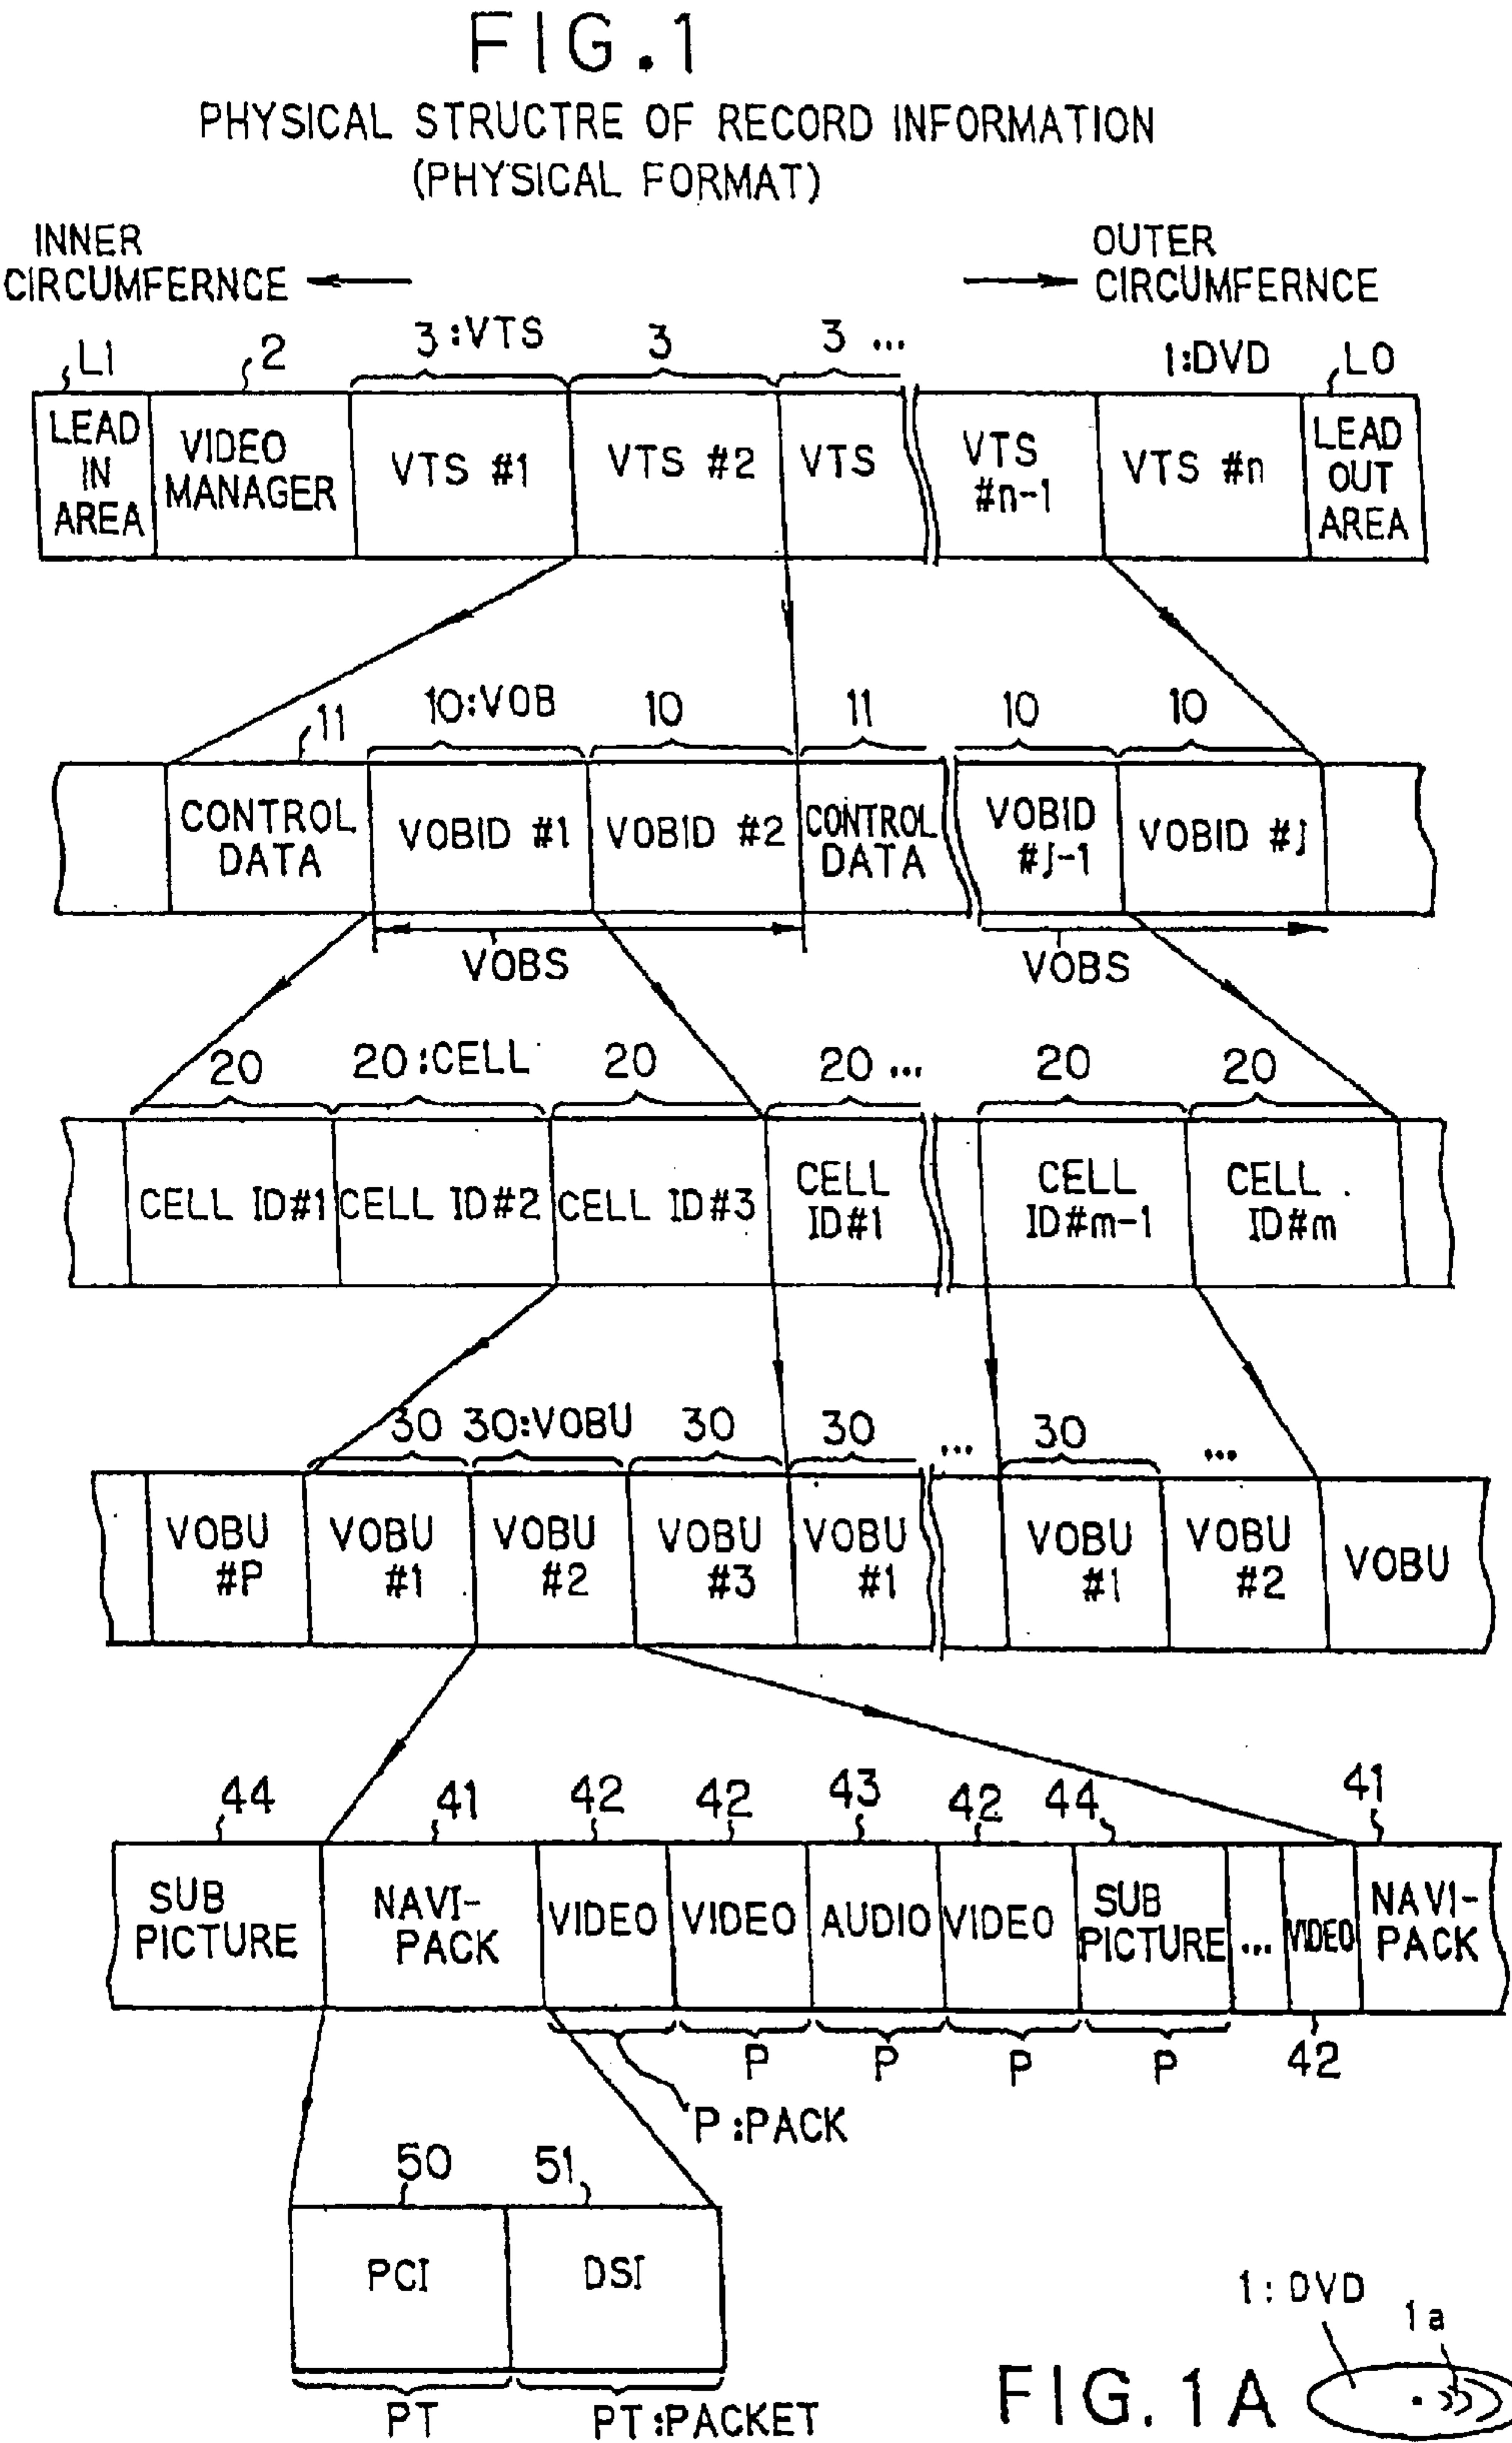 FIG.1
PHYSICAL STRUCTRE OF RECORD INFORMATION
(PHYSICAL FORMAT)
INNER
CIRCUMFERNCE
OUTER
CIRCUMFERNCE
LI
2
3:VTS
3
3 ...
1:DVD
LO
LEAD
IN
AREA
VIDEO
MANAGER
VTS #1
VTS #2
VTS
VTS
#n-1
VTS #n
LEAD
OUT
AREA
11
10:VOB
10
11
10
10
CONTROL
DATA
VOBID #1
VOBID #2
CONTROL
DATA
VOBID
#J-1
VOBID #J
VOBS
VOBS
20
20:CELL
20
20 ...
20
20
CELL ID#1
CELL ID#2
CELL ID#3
CELL
ID#1
CELL
ID#m-1
CELL
ID#m
30
30:VOBU
30
30
...
30
...
VOBU
#P
VOBU
#1
VOBU
#2
VOBU
#3
VOBU
#1
VOBU
#1
VOBU
#2
VOBU
44
41
42
42
43
42
44
41
SUB
PICTURE
NAVI-
PACK
VIDEO
VIDEO
AUDIO
VIDEO
SUB
PICTURE
...
VIDEO
NAVI-
PACK
P
P
P
P
42
P:PACK
50
51
PCI
DSI
PT
PT:PACKET
1:DVD
1a
FIG.1A